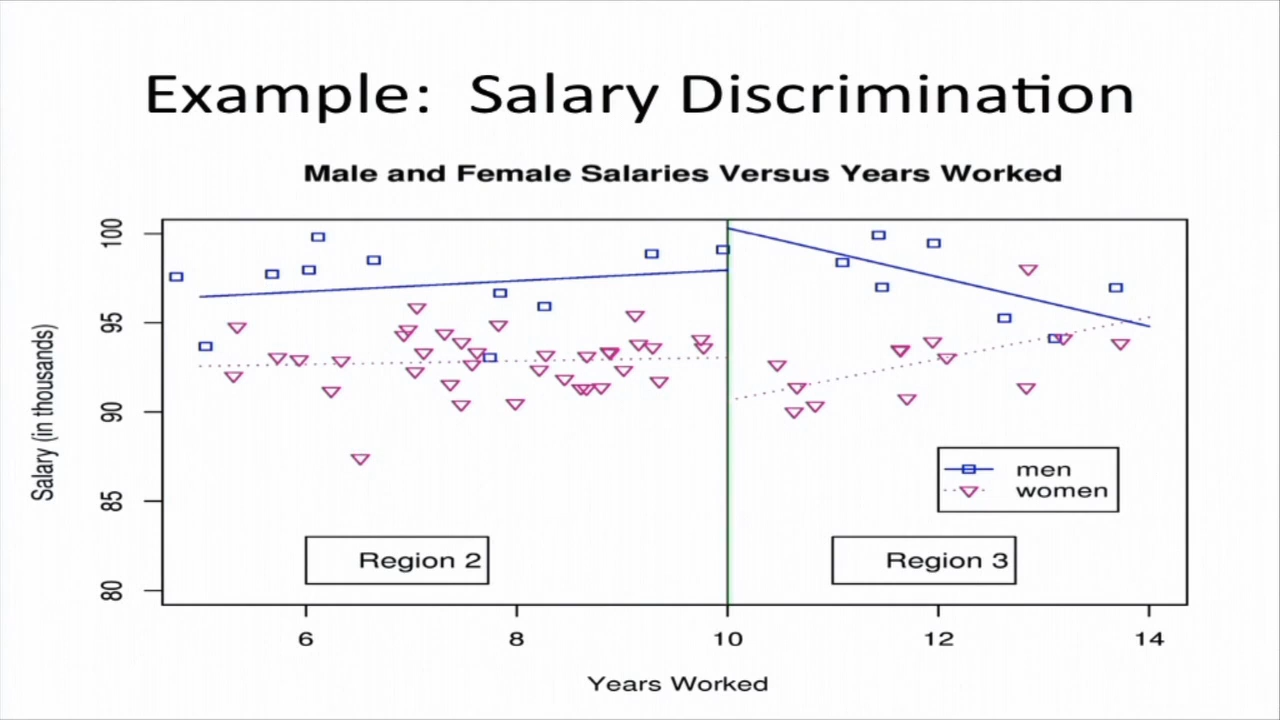 Example: Salary Discrimination
Male and Female Salaries Versus Years Worked
Salary (in thousands)
100
95
90
85
80
men
women
Region 2
Region 3
6
8
10
12
14
Years Worked